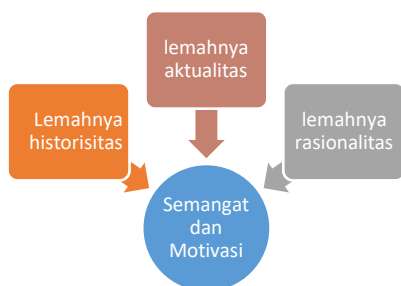 lemahnya
aktualitas
Lemahnya
historisitas
lemahnya
rasionalitas
Semangat
dan
Motivasi